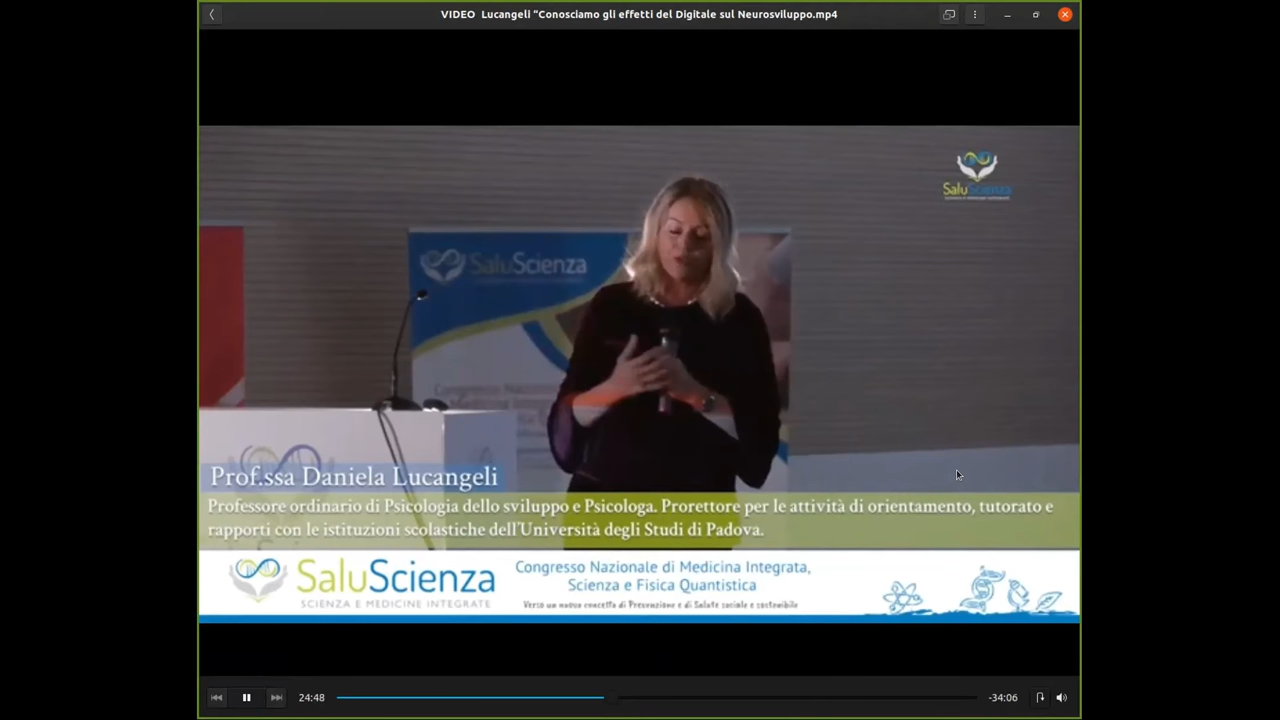 VIDEO Lucangeli “Conosciamo gli effetti del Digitale sul Neurosviluppo.mp4
SaluScienza
SaluScienza
Prof.ssa Daniela Lucangeli
Professore ordinario di Psicologia dello sviluppo e Psicologa. Prorettore per le attività di orientamento, tutorato e
rapporti con le istituzioni scolastiche dell'Università degli Studi di Padova.
SaluScienza
SCIENZA E MEDICINE INTEGRATE
Congresso Nazionale di Medicina Integrata,
Scienza e Fisica Quantistica
Verso un nuovo concetto di Prevenzione e di Salute sociale e sostenibile
24:48
-34:06